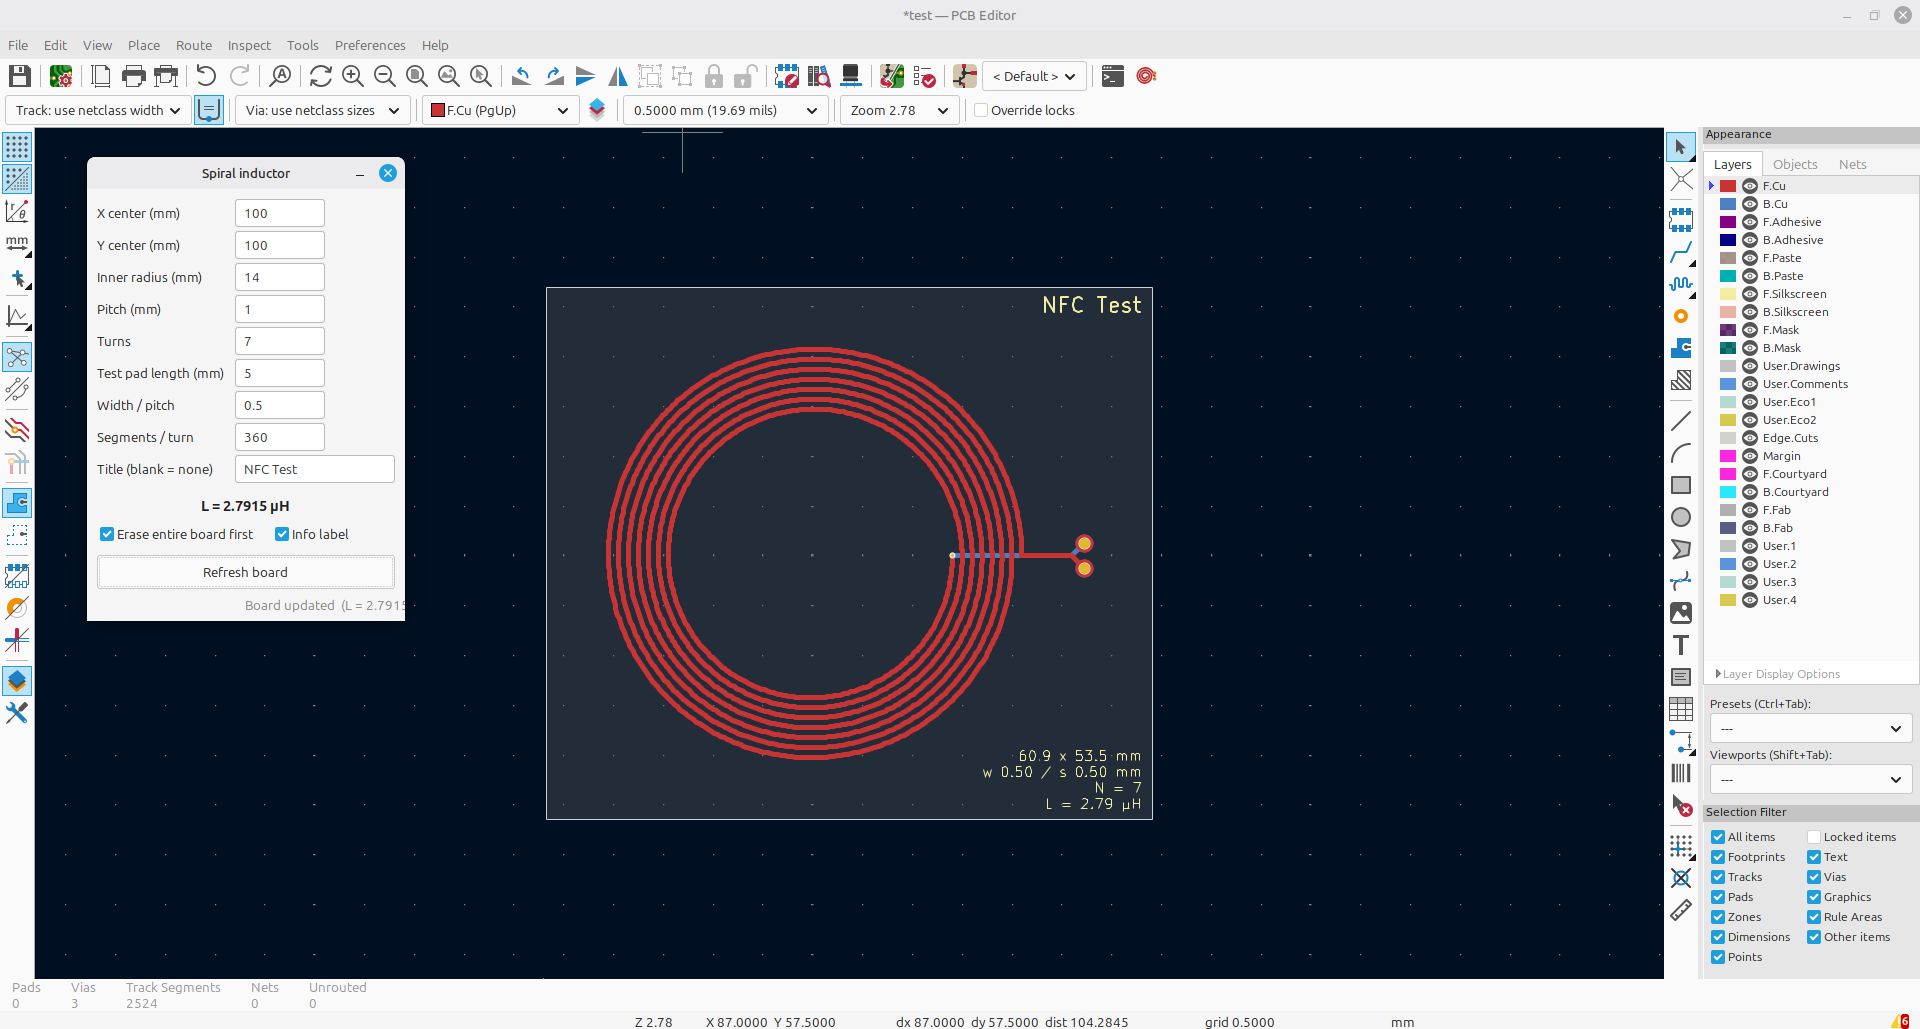 *test — PCB Editor
File Edit View Place Route Inspect Tools Preferences Help
< Default >
Track: use netclass width Via: use netclass sizes F.Cu (PgUp) 0.5000 mm (19.69 mils) Zoom 2.78 Override locks
Spiral inductor
X center (mm) 100
Y center (mm) 100
Inner radius (mm) 14
Pitch (mm) 1
Turns 7
Test pad length (mm) 5
Width / pitch 0.5
Segments / turn 360
Title (blank = none) NFC Test
L = 2.7915 µH
Erase entire board first Info label
Refresh board
Board updated (L = 2.7915
mm
NFC Test
60.9 x 53.5 mm
w 0.50 / s 0.50 mm
N = 7
L = 2.79 µH
Appearance
Layers Objects Nets
F.Cu
B.Cu
F.Adhesive
B.Adhesive
F.Paste
B.Paste
F.Silkscreen
B.Silkscreen
F.Mask
B.Mask
User.Drawings
User.Comments
User.Eco1
User.Eco2
Edge.Cuts
Margin
F.Courtyard
B.Courtyard
F.Fab
B.Fab
User.1
User.2
User.3
User.4
Layer Display Options
Presets (Ctrl+Tab):
---
Viewports (Shift+Tab):
---
Selection Filter
All items Locked items
Footprints Text
Tracks Vias
Pads Graphics
Zones Rule Areas
Dimensions Other items
Points
Pads Vias Track Segments Nets Unrouted
0 3 2524 0 0
Z 2.78 X 87.0000 Y 57.5000 dx 87.0000 dy 57.5000 dist 104.2845 grid 0.5000 mm 6